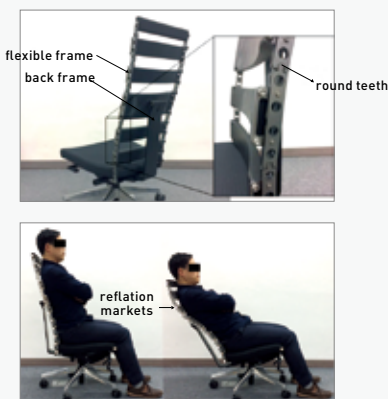 flexible frame
back frame
round teeth
reflation
markets